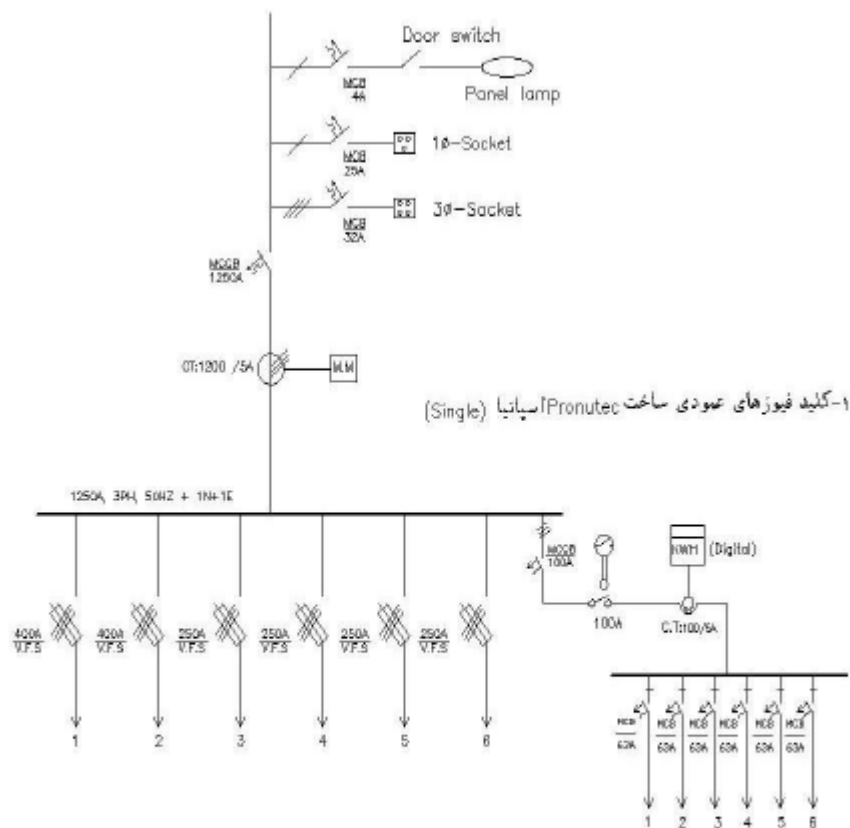 Door switch
MCB
4A
Panel lamp
MCB
25A
1ø-Socket
MCB
32A
3ø-Socket
MCCB
1250A
CT:1200 /5A
M.M
۱-کلید فیوزهای عمودی ساخت Pronutec اسپانیا (Single)
1250A, 3PH, 50HZ + 1N+1E
MCCB
100A
KWH (Digital)
100A
C.T:100/5A
400A 400A 250A 250A 250A 250A
V.F.S V.F.S V.F.S V.F.S V.F.S V.F.S
1 2 3 4 5 6
MCB MCB MCB MCB MCB MCB
63A 63A 63A 63A 63A 63A
1 2 3 4 5 6